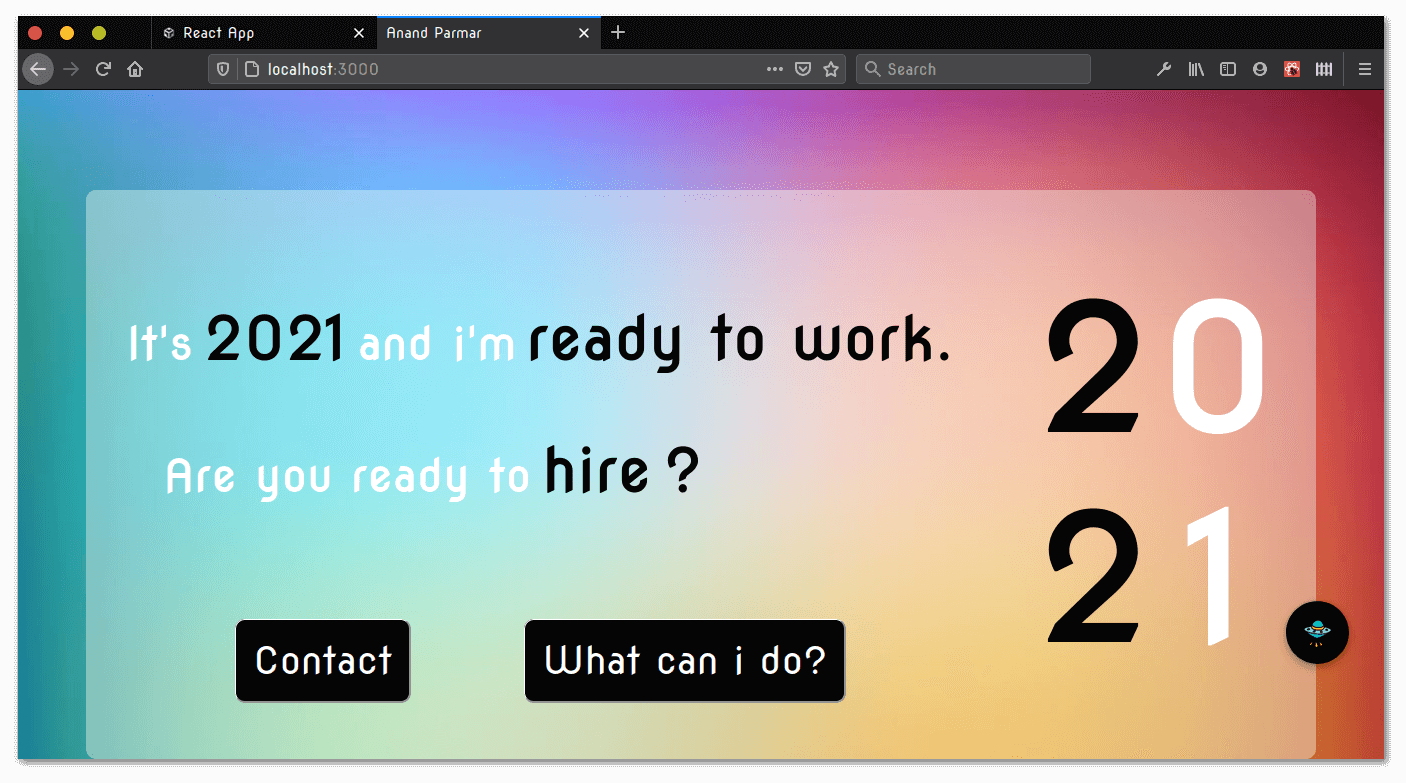 React App
Anand Parmar
localhost:3000
Search
It's 2021 and i'm ready to work.
Are you ready to hire ?
20
21
Contact
What can i do?